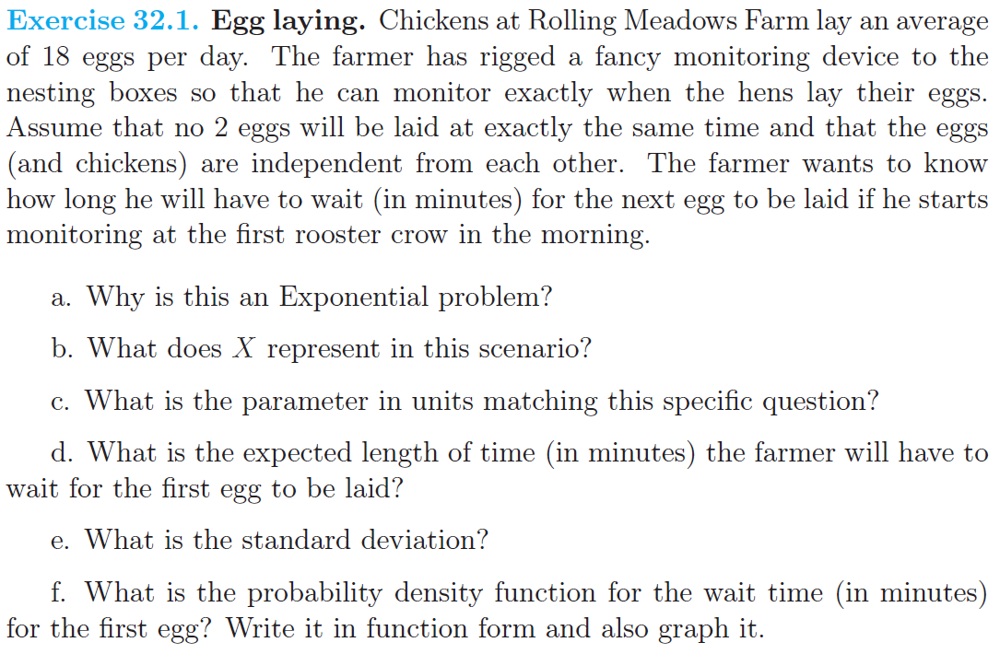 Exercise 32.1. Egg laying. Chickens at Rolling Meadows Farm lay an average
of 18 eggs per day. The farmer has rigged a fancy monitoring device to the
nesting boxes so that he can monitor exactly when the hens lay their eggs.
Assume that no 2 eggs will be laid at exactly the same time and that the eggs
(and chickens) are independent from each other. The farmer wants to know
how long he will have to wait (in minutes) for the next egg to be laid if he starts
monitoring at the first rooster crow in the morning.
a. Why is this an Exponential problem?
b. What does X represent in this scenario?
c. What is the parameter in units matching this specific question?
d. What is the expected length of time (in minutes) the farmer will have to
wait for the first egg to be laid?
e. What is the standard deviation?
f. What is the probability density function for the wait time (in minutes)
for the first egg? Write it in function form and also graph it.